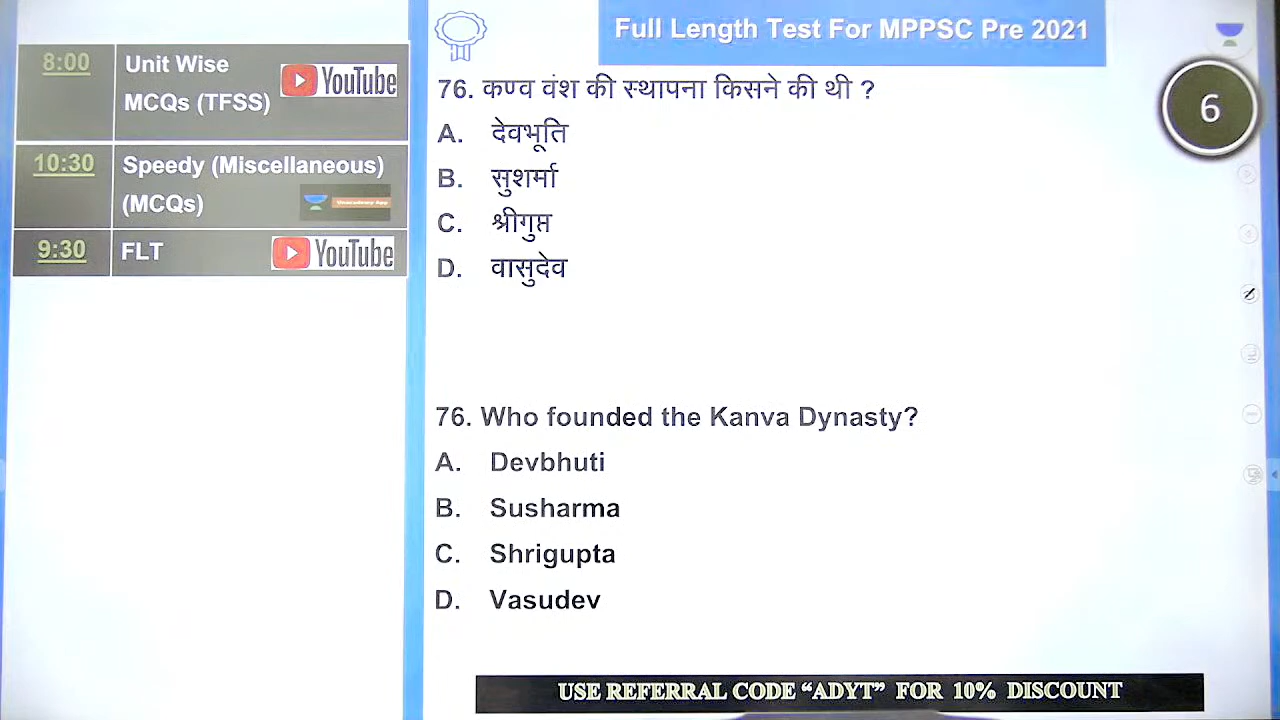 Full Length Test For MPPSC Pre 2021
8:00 Unit Wise
MCQs (TFSS)
YouTube
10:30 Speedy (Miscellaneous)
(MCQs)
Unacademy App
9:30 FLT
YouTube
6
76. कण्व वंश की स्थापना किसने की थी ?
A. देवभूति
B. सुशर्मा
C. श्रीगुप्त
D. वासुदेव
76. Who founded the Kanva Dynasty?
A. Devbhuti
B. Susharma
C. Shrigupta
D. Vasudev
USE REFERRAL CODE “ADYT” FOR 10% DISCOUNT